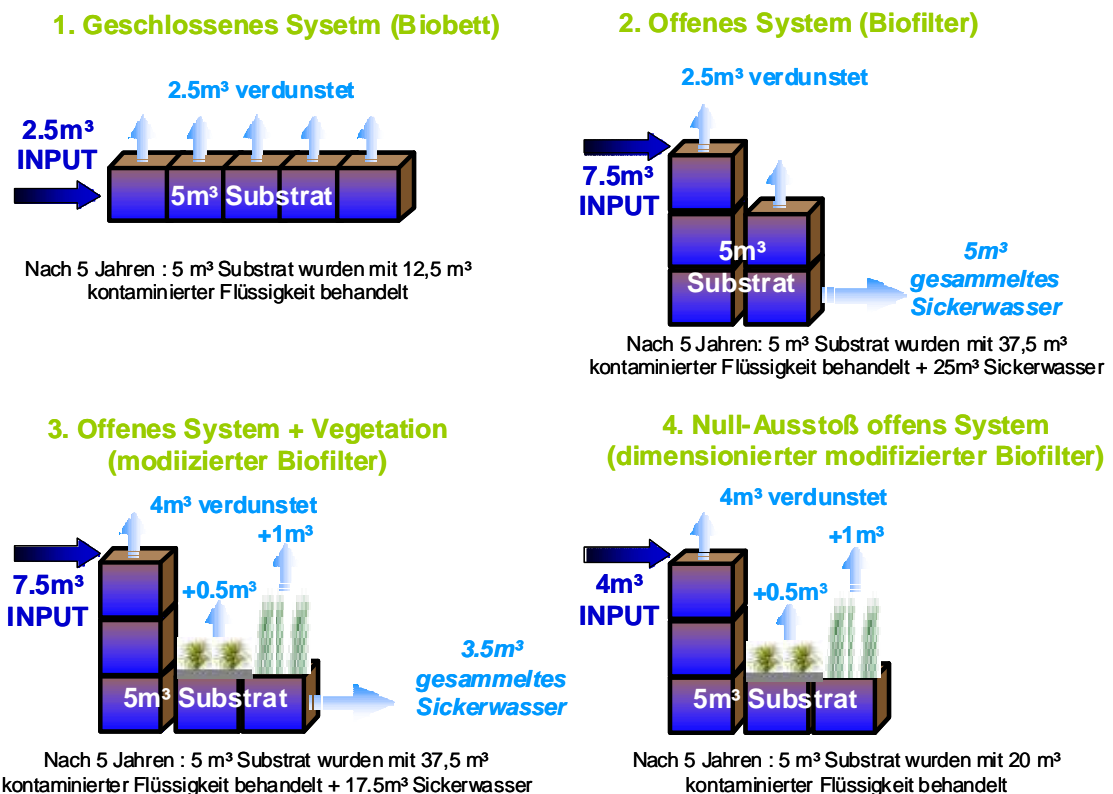 1. Geschlossenes Sysetm (Biobett)
2.5m³ verdunstet
2.5m³
INPUT
5m³ Substrat
Nach 5 Jahren : 5 m³ Substrat wurden mit 12,5 m³
kontaminierter Flüssigkeit behandelt
2. Offenes System (Biofilter)
2.5m³ verdunstet
7.5m³
INPUT
5m³
Substrat
5m³
gesammeltes
Sickerwasser
Nach 5 Jahren: 5 m³ Substrat wurden mit 37,5 m³
kontaminierter Flüssigkeit behandelt + 25m³ Sickerwasser
3. Offenes System + Vegetation
(modiizierter Biofilter)
4m³ verdunstet
+1m³
7.5m³
INPUT
+0.5m³
5m³ Substrat
3.5m³
gesammeltes
Sickerwasser
Nach 5 Jahren : 5 m³ Substrat wurden mit 37,5 m³
kontaminierter Flüssigkeit behandelt + 17.5m³ Sickerwasser
4. Null-Ausstoß offens System
(dimensionierter modifizierter Biofilter)
4m³ verdunstet
+1m³
4m³
INPUT
+0.5m³
5m³ Substrat
Nach 5 Jahren : 5 m³ Substrat wurden mit 20 m³
kontaminierter Flüssigkeit behandelt